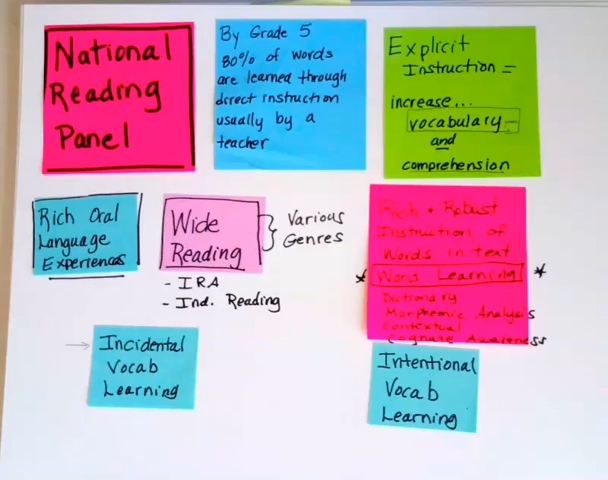 National
Reading
Panel
By Grade 5
80% of words
are learned through
direct instruction
usually by a
teacher
Explicit
Instruction =
increase...
vocabulary -
and
comprehension
Rich Oral
Language
Experiences
Wide
Reading
} Various
Genres
- IRA
- Ind. Reading
Rich + Robust
Instruction of
Words in Text
* Word Learning *
Dictionary
Morphemic Analysis
Contextual
Cognate Awareness
→ Incidental
Vocab
Learning
Intentional
Vocab
Learning